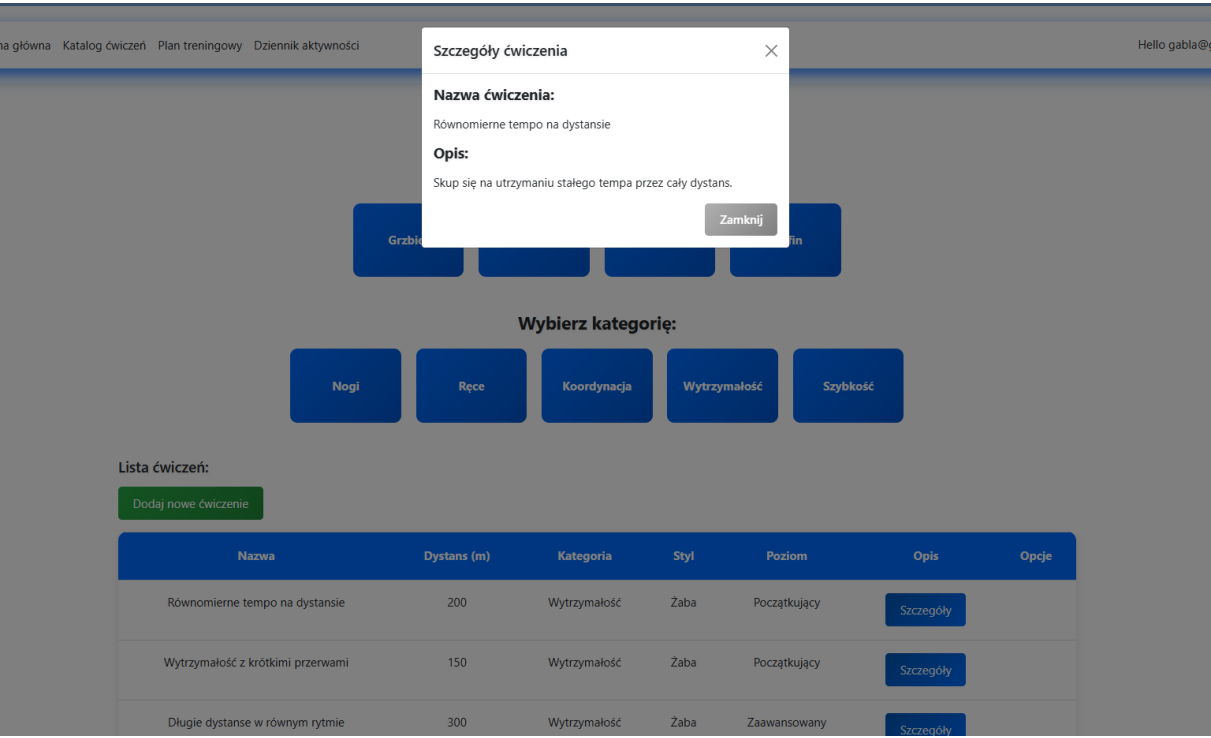 na główna Katalog ćwiczeń Plan treningowy Dziennik aktywności
Hello gabla@g
Szczegóły ćwiczenia
Nazwa ćwiczenia:
Równomierne tempo na dystansie
Opis:
Skup się na utrzymaniu stałego tempa przez cały dystans.
Zamknij
Grzbie fin
Wybierz kategorię:
Nogi Ręce Koordynacja Wytrzymałość Szybkość
Lista ćwiczeń:
Dodaj nowe ćwiczenie
Nazwa Dystans (m) Kategoria Styl Poziom Opis Opcje
Równomierne tempo na dystansie 200 Wytrzymałość Żaba Początkujący Szczegóły
Wytrzymałość z krótkimi przerwami 150 Wytrzymałość Żaba Początkujący Szczegóły
Długie dystanse w równym rytmie 300 Wytrzymałość Żaba Zaawansowany Szczegóły